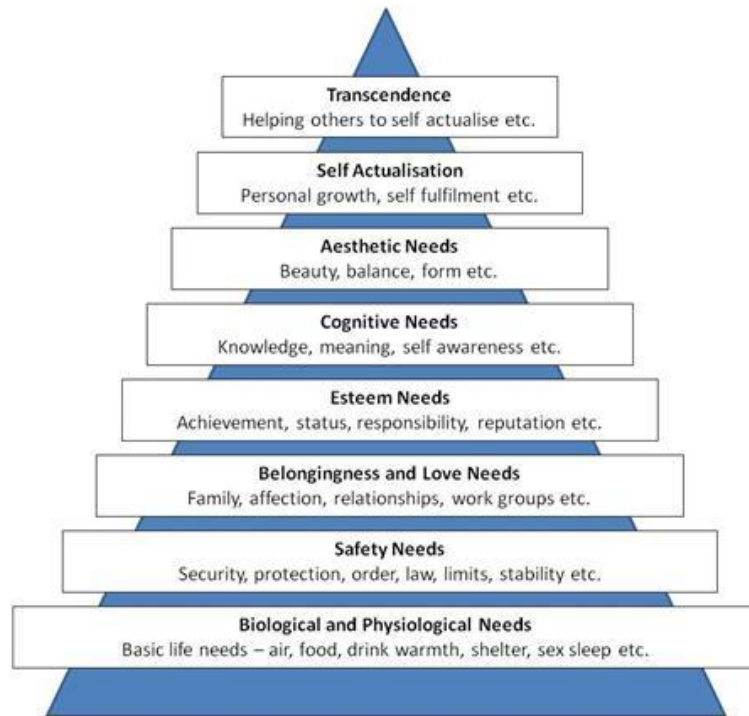 Transcendence
Helping others to self actualise etc.
Self Actualisation
Personal growth, self fulfilment etc.
Aesthetic Needs
Beauty, balance, form etc.
Cognitive Needs
Knowledge, meaning, self awareness etc.
Esteem Needs
Achievement, status, responsibility, reputation etc.
Belongingness and Love Needs
Family, affection, relationships, work groups etc.
Safety Needs
Security, protection, order, law, limits, stability etc.
Biological and Physiological Needs
Basic life needs – air, food, drink warmth, shelter, sex sleep etc.